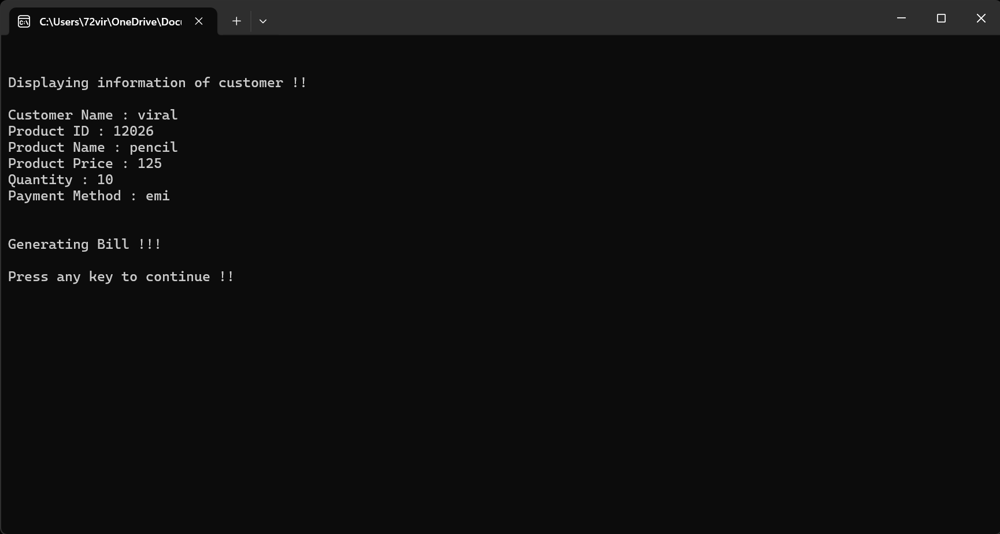 C:\Users\72vir\OneDrive\Doc
Displaying information of customer !!
Customer Name : viral
Product ID : 12026
Product Name : pencil
Product Price : 125
Quantity : 10
Payment Method : emi
Generating Bill !!!
Press any key to continue !!